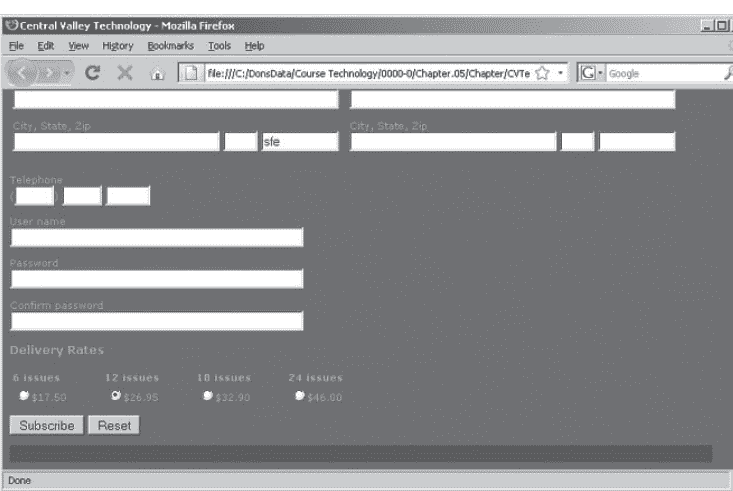 Central Valley Technology - Mozilla Firefox
File Edit View History Bookmarks Tools Help
file:///C:/DonsData/Course Technology/0000-0/Chapter.05/Chapter/CVTe
G Google
City, State, Zip City, State, Zip
sfe
Telephone
( )
User name
Password
Confirm password
Delivery Rates
6 issues 12 issues 18 issues 24 issues
$17.50 $26.95 $32.90 $46.00
Subscribe Reset
Done